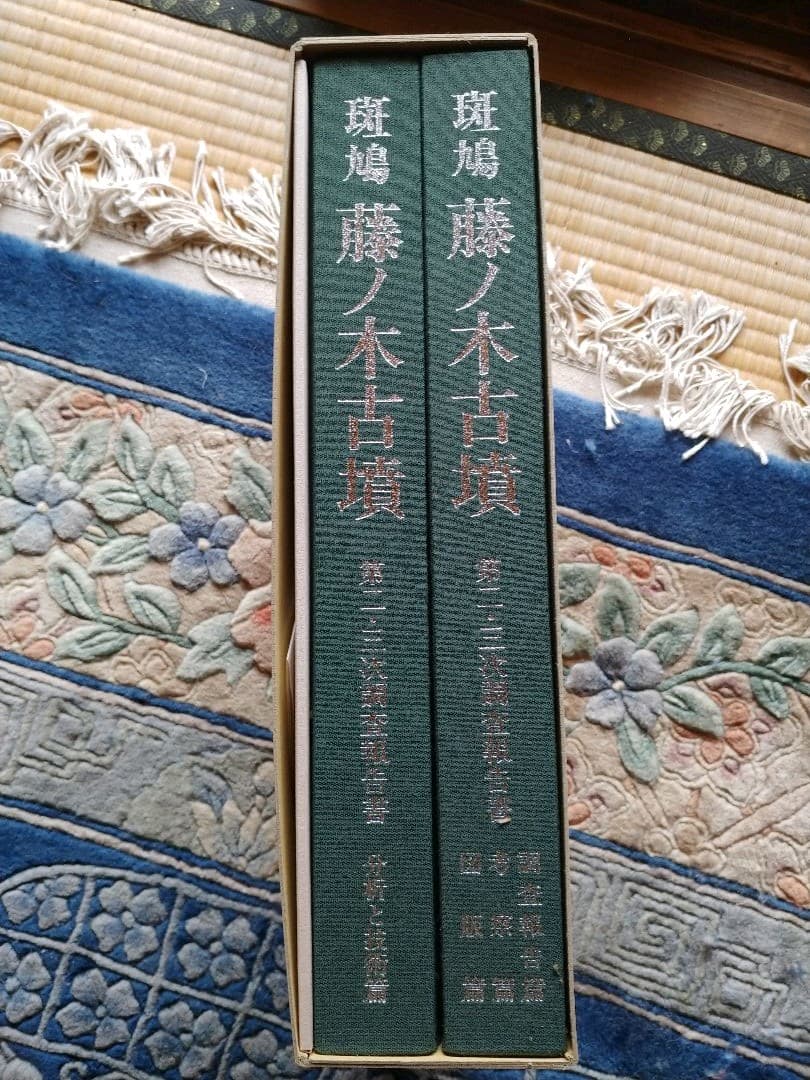 斑鳩
藤ノ木古墳
第二・三次調査報告書
調査報告篇
考察篇
図版篇
斑鳩
藤ノ木古墳
第二・三次調査報告書
分析と技術篇